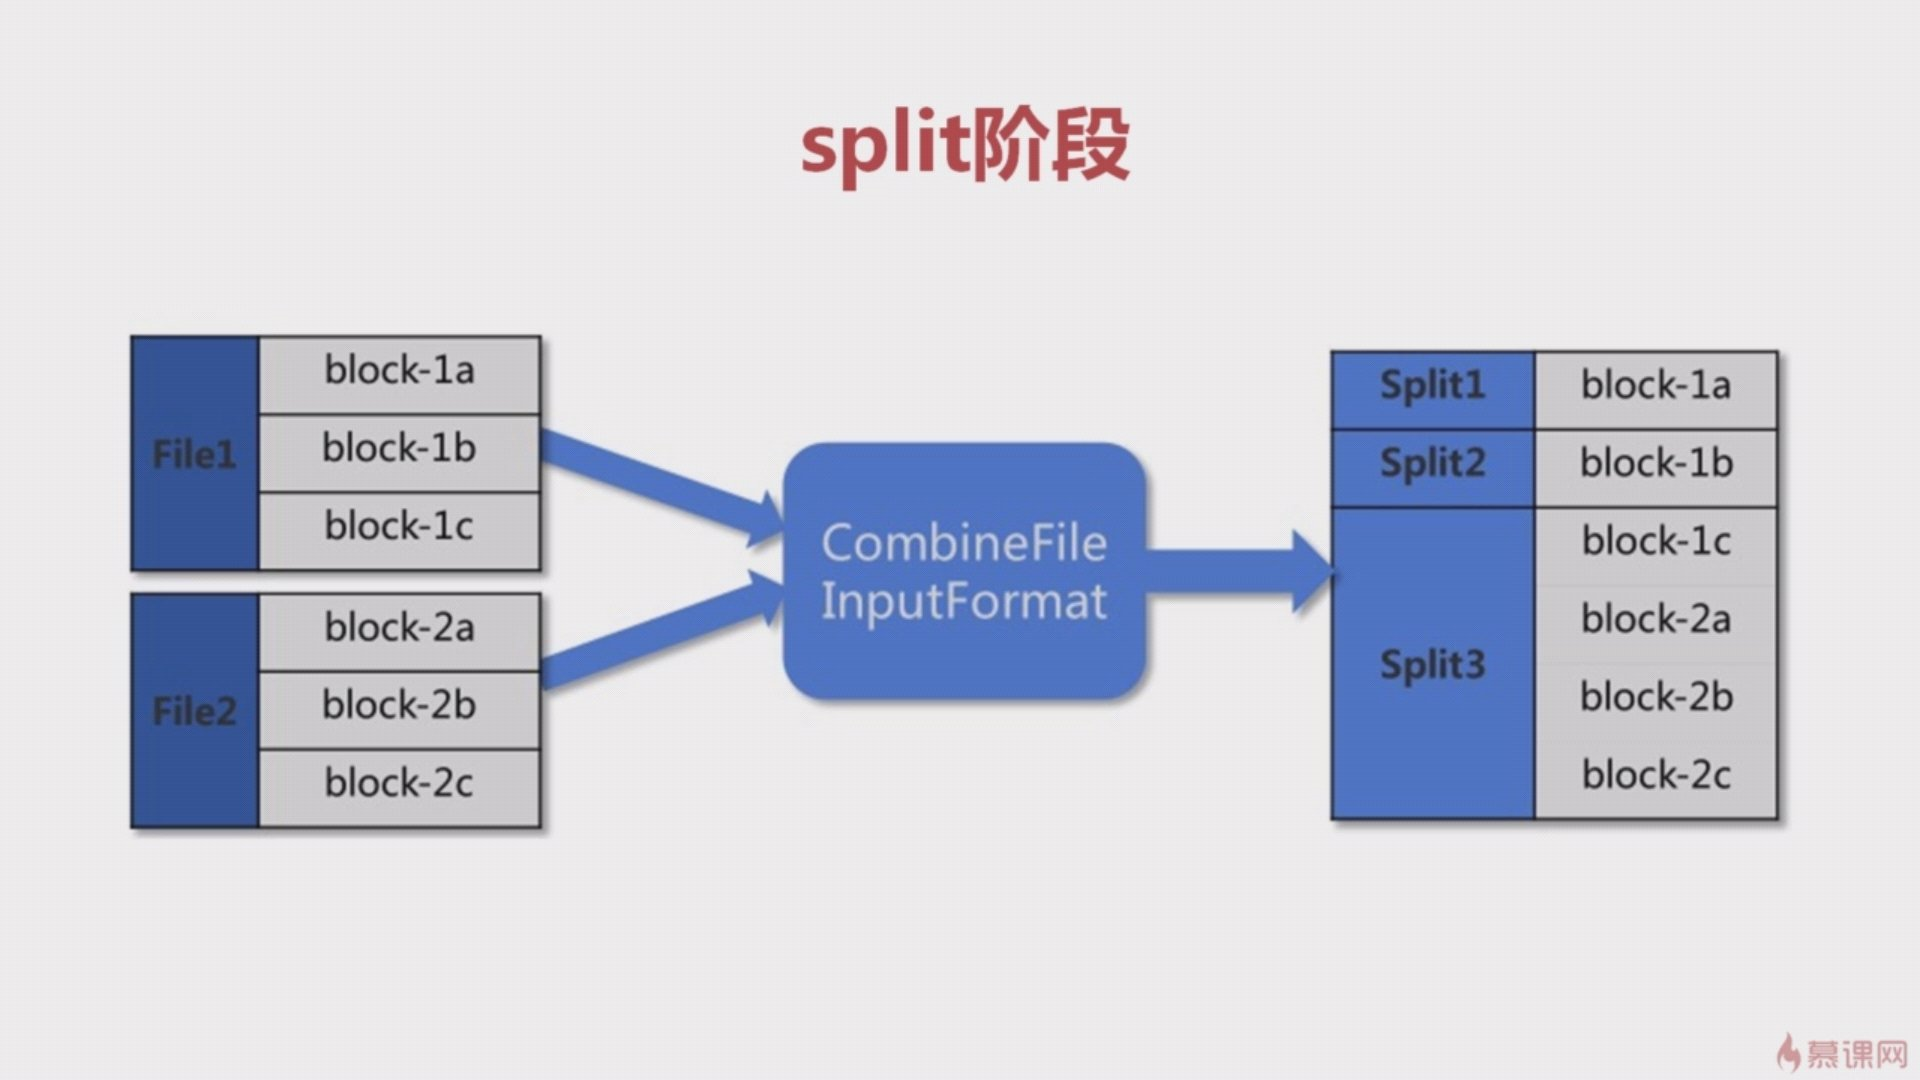 split阶段
File1
block-1a
block-1b
block-1c
File2
block-2a
block-2b
block-2c
CombineFile
InputFormat
Split1
block-1a
Split2
block-1b
Split3
block-1c
block-2a
block-2b
block-2c
慕课网